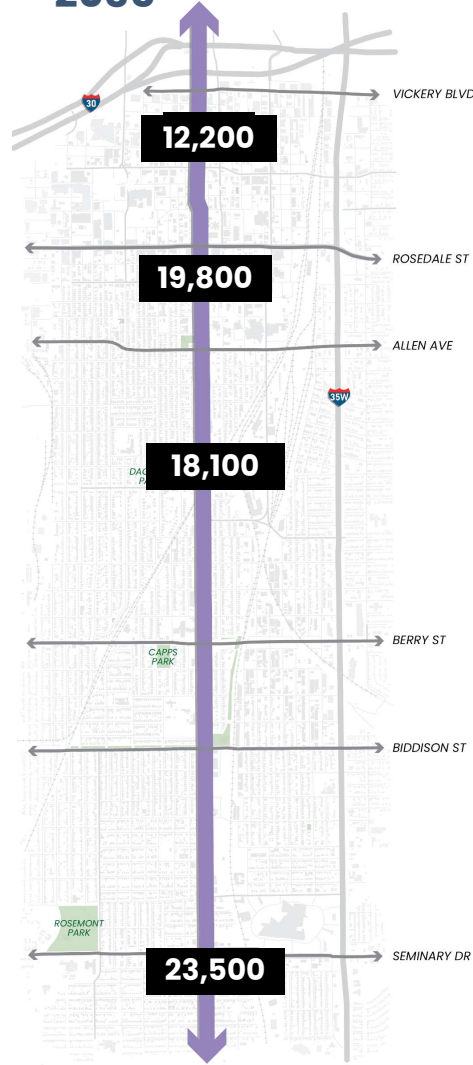 VICKERY BLVD
30
12,200
ROSEDALE ST
19,800
ALLEN AVE
35W
18,100
BERRY ST
CAPPS
PARK
BIDDISON ST
ROSEMONT
PARK
SEMINARY DR
23,500